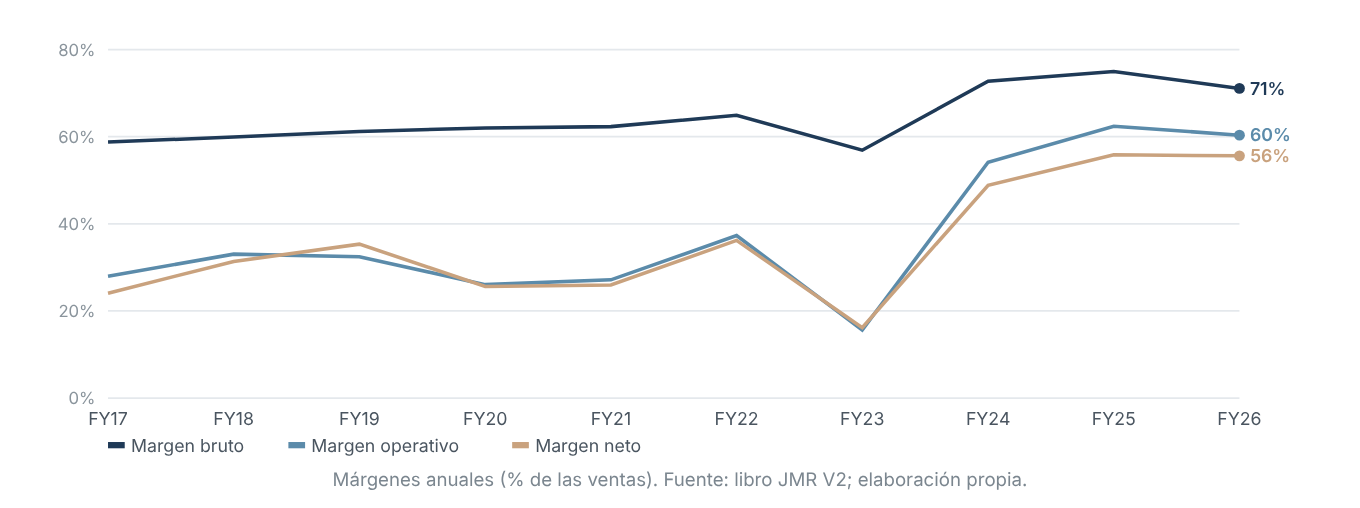 80%
71%
60%
60%
56%
40%
20%
0%
FY17 FY18 FY19 FY20 FY21 FY22 FY23 FY24 FY25 FY26
Margen bruto Margen operativo Margen neto
Márgenes anuales (% de las ventas). Fuente: libro JMR V2; elaboración propia.